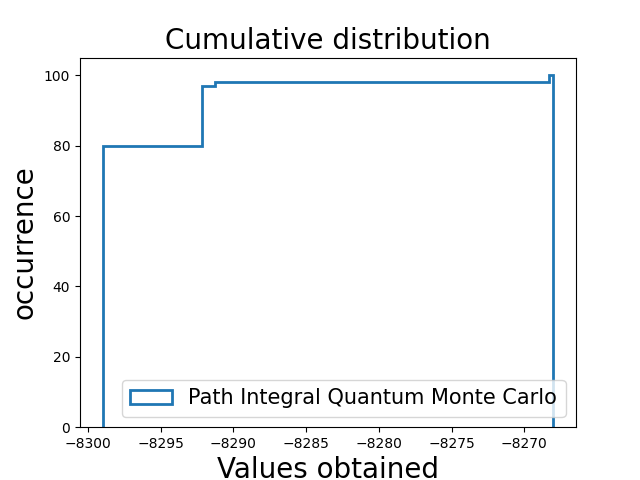 Cumulative distribution
100
80
60
40
20
0
occurrence
Path Integral Quantum Monte Carlo
−8300 −8295 −8290 −8285 −8280 −8275 −8270
Values obtained